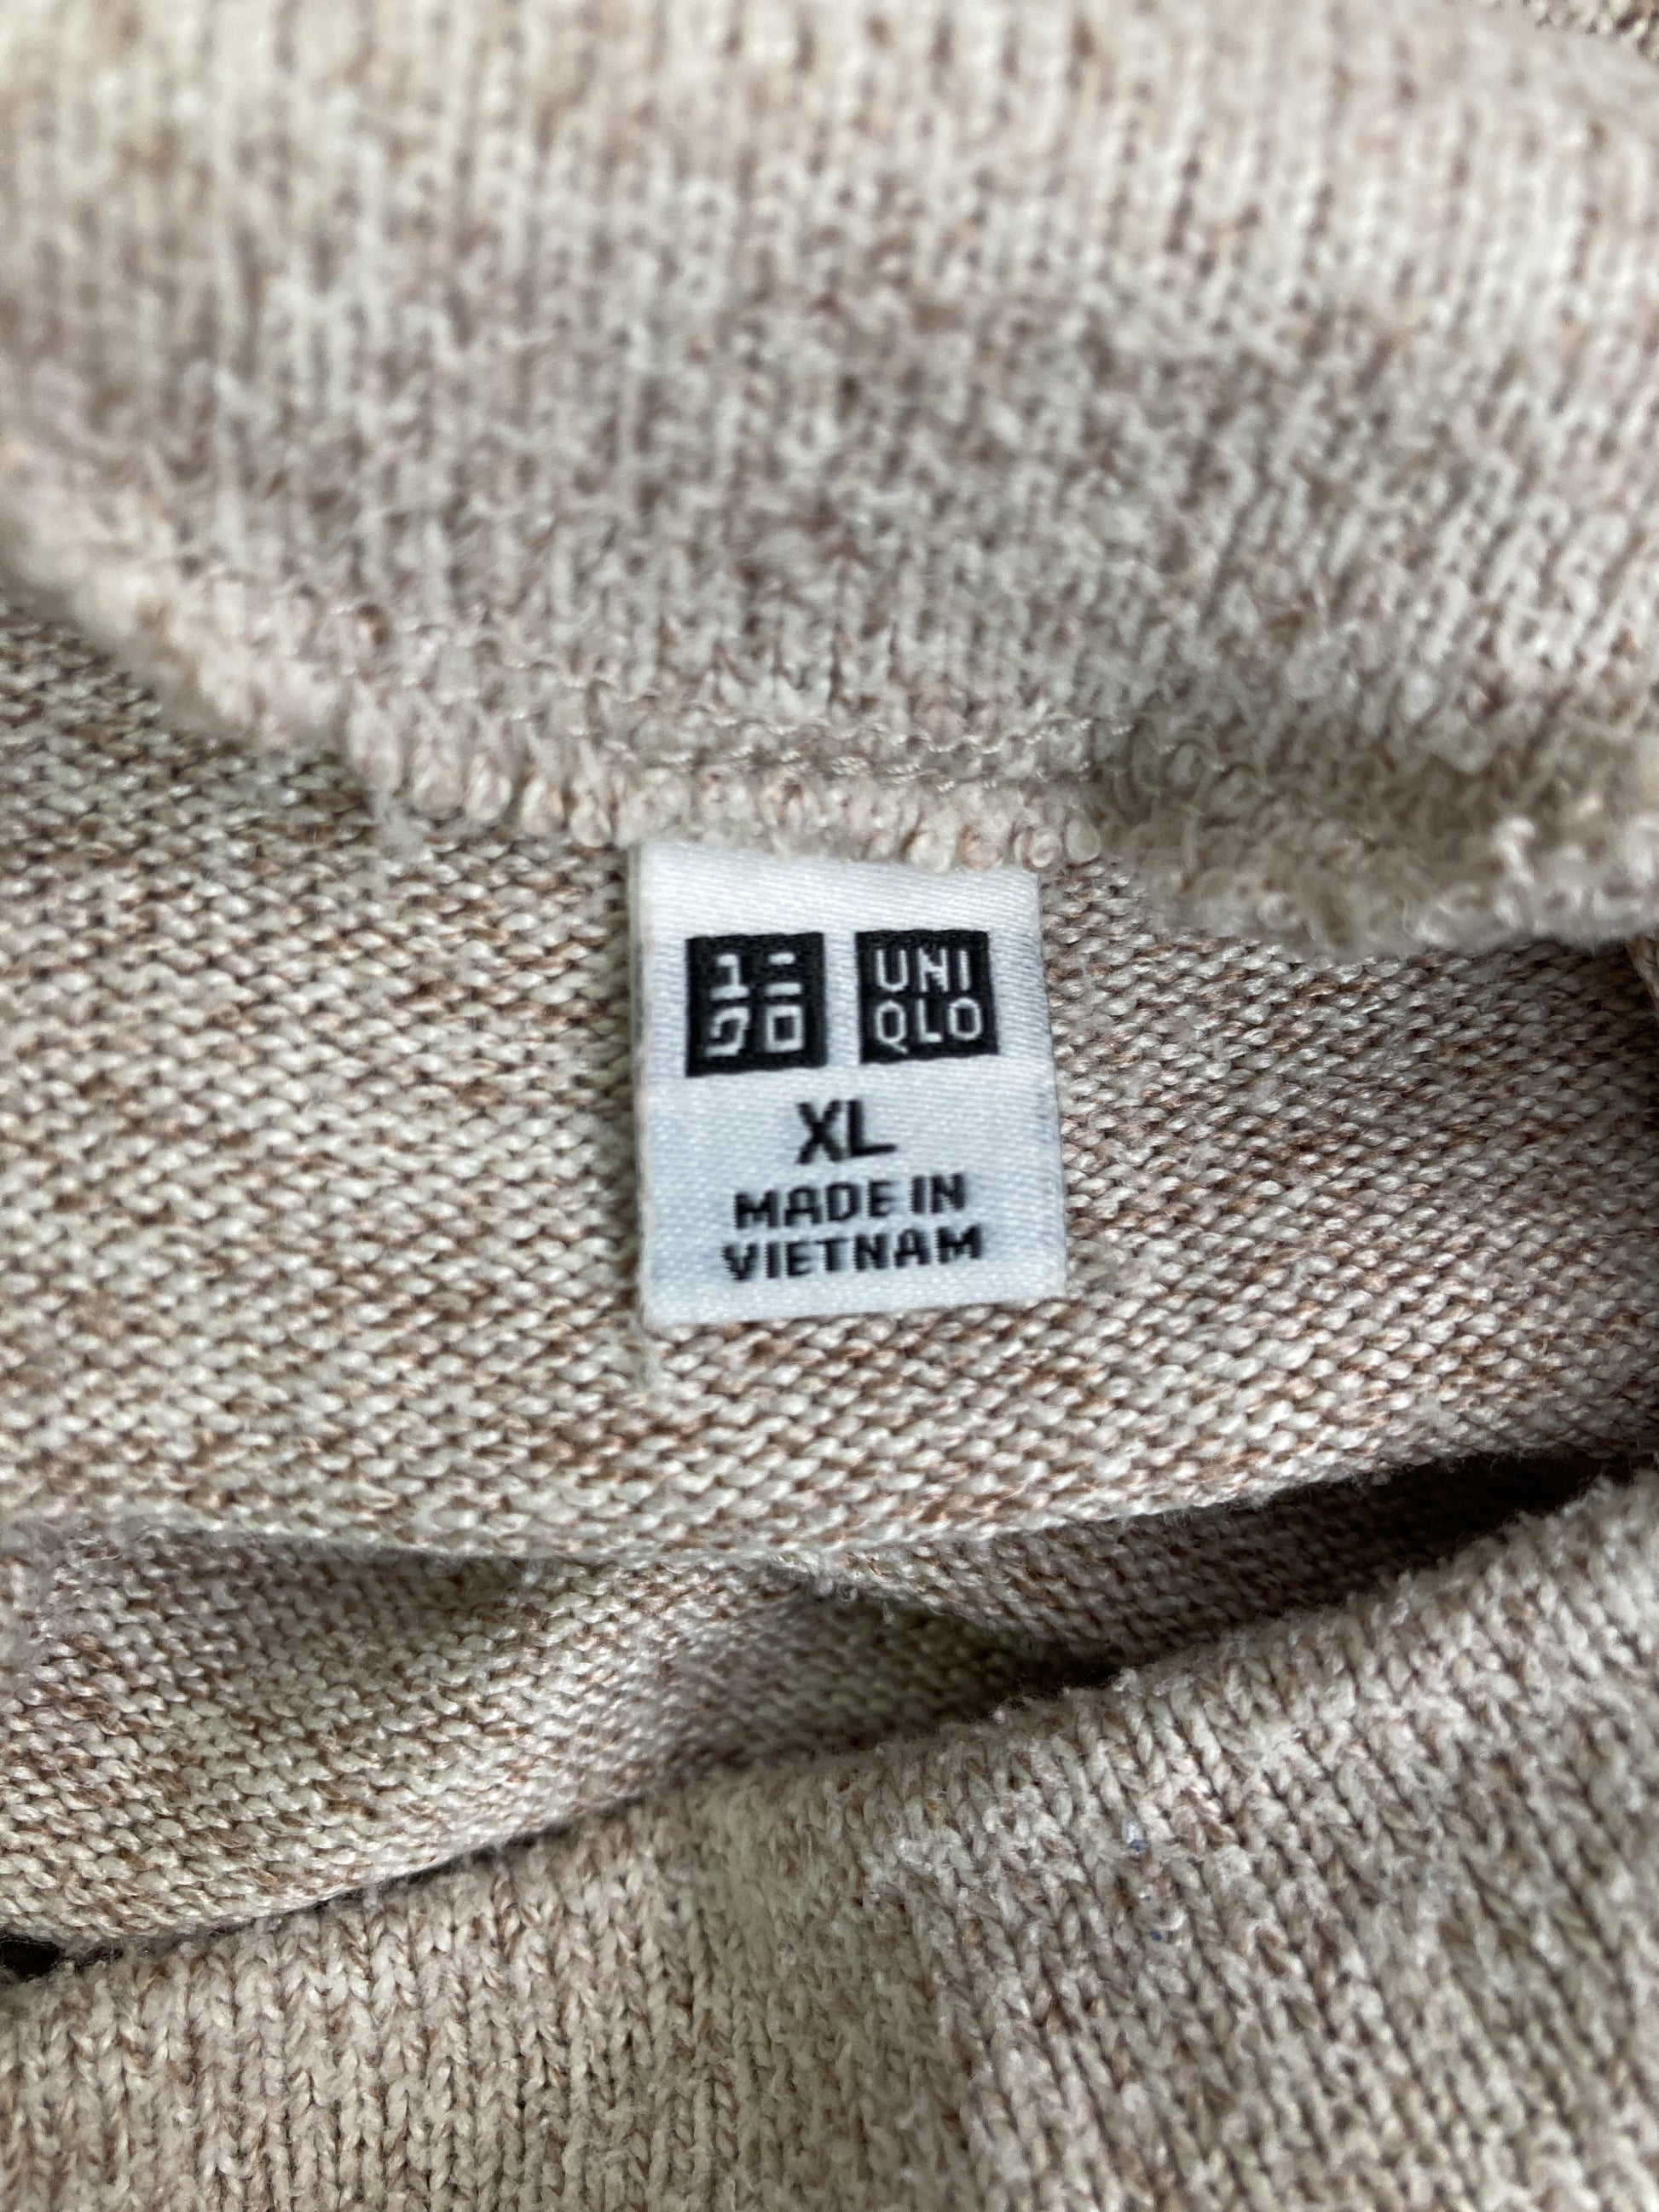 ユニ
クロ
UNI
QLO
XL
MADE IN
VIETNAM